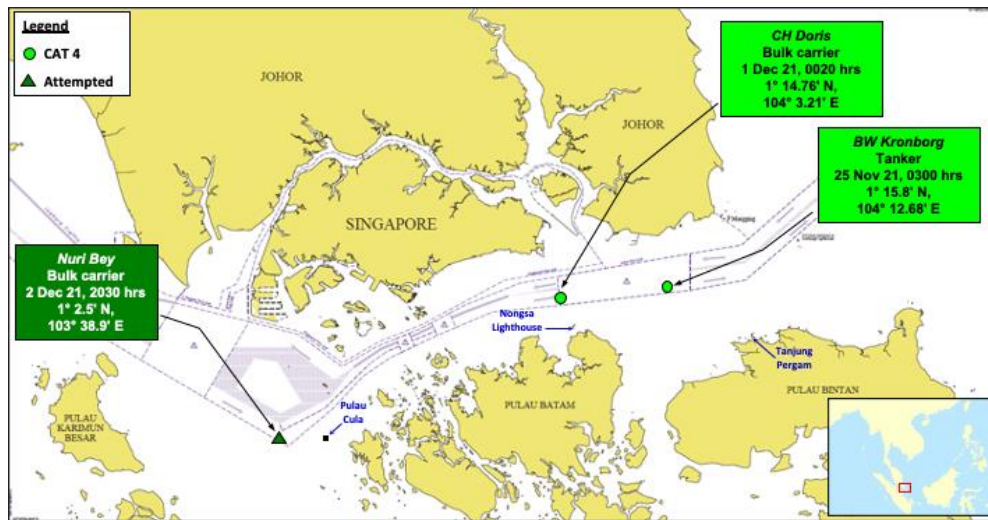 Legend
CAT 4
Attempted
CH Doris
Bulk carrier
1 Dec 21, 0020 hrs
1° 14.76' N,
104° 3.21' E
BW Kronborg
Tanker
25 Nov 21, 0300 hrs
1° 15.8' N,
104° 12.68' E
Nuri Bey
Bulk carrier
2 Dec 21, 2030 hrs
1° 2.5' N,
103° 38.9' E
JOHOR
JOHOR
SINGAPORE
Nongsa
Lighthouse
Tanjung
Pergam
PULAU BATAM
PULAU BINTAN
PULAU
KARIMUN
BESAR
Pulau
Cula